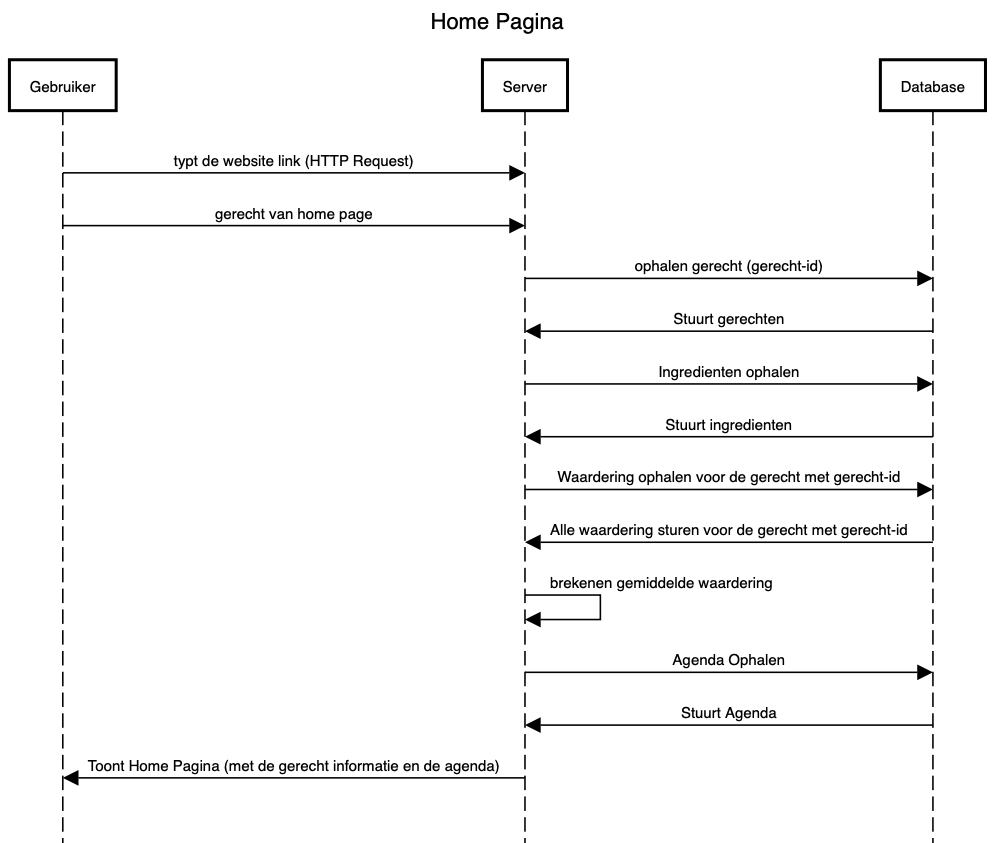 Home Pagina
Gebruiker
Server
Database
typt de website link (HTTP Request)
gerecht van home page
ophalen gerecht (gerecht-id)
Stuurt gerechten
Ingredienten ophalen
Stuurt ingredienten
Waardering ophalen voor de gerecht met gerecht-id
Alle waardering sturen voor de gerecht met gerecht-id
brekenen gemiddelde waardering
Agenda Ophalen
Stuurt Agenda
Toont Home Pagina (met de gerecht informatie en de agenda)